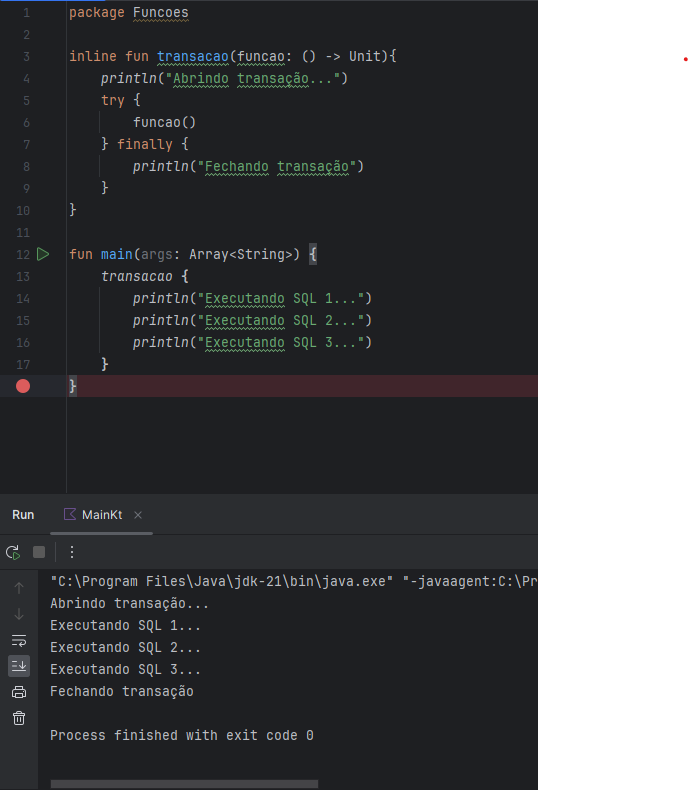 1 package Funcoes
2
3 inline fun transacao(funcao: () -> Unit){
4     println("Abrindo transação...")
5     try {
6         funcao()
7     } finally {
8         println("Fechando transação")
9     }
10 }
11
12 fun main(args: Array<String>) {
13     transacao {
14         println("Executando SQL 1...")
15         println("Executando SQL 2...")
16         println("Executando SQL 3...")
17     }
}
Run MainKt
"C:\Program Files\Java\jdk-21\bin\java.exe" "-javaagent:C:\Pr
Abrindo transação...
Executando SQL 1...
Executando SQL 2...
Executando SQL 3...
Fechando transação
Process finished with exit code 0